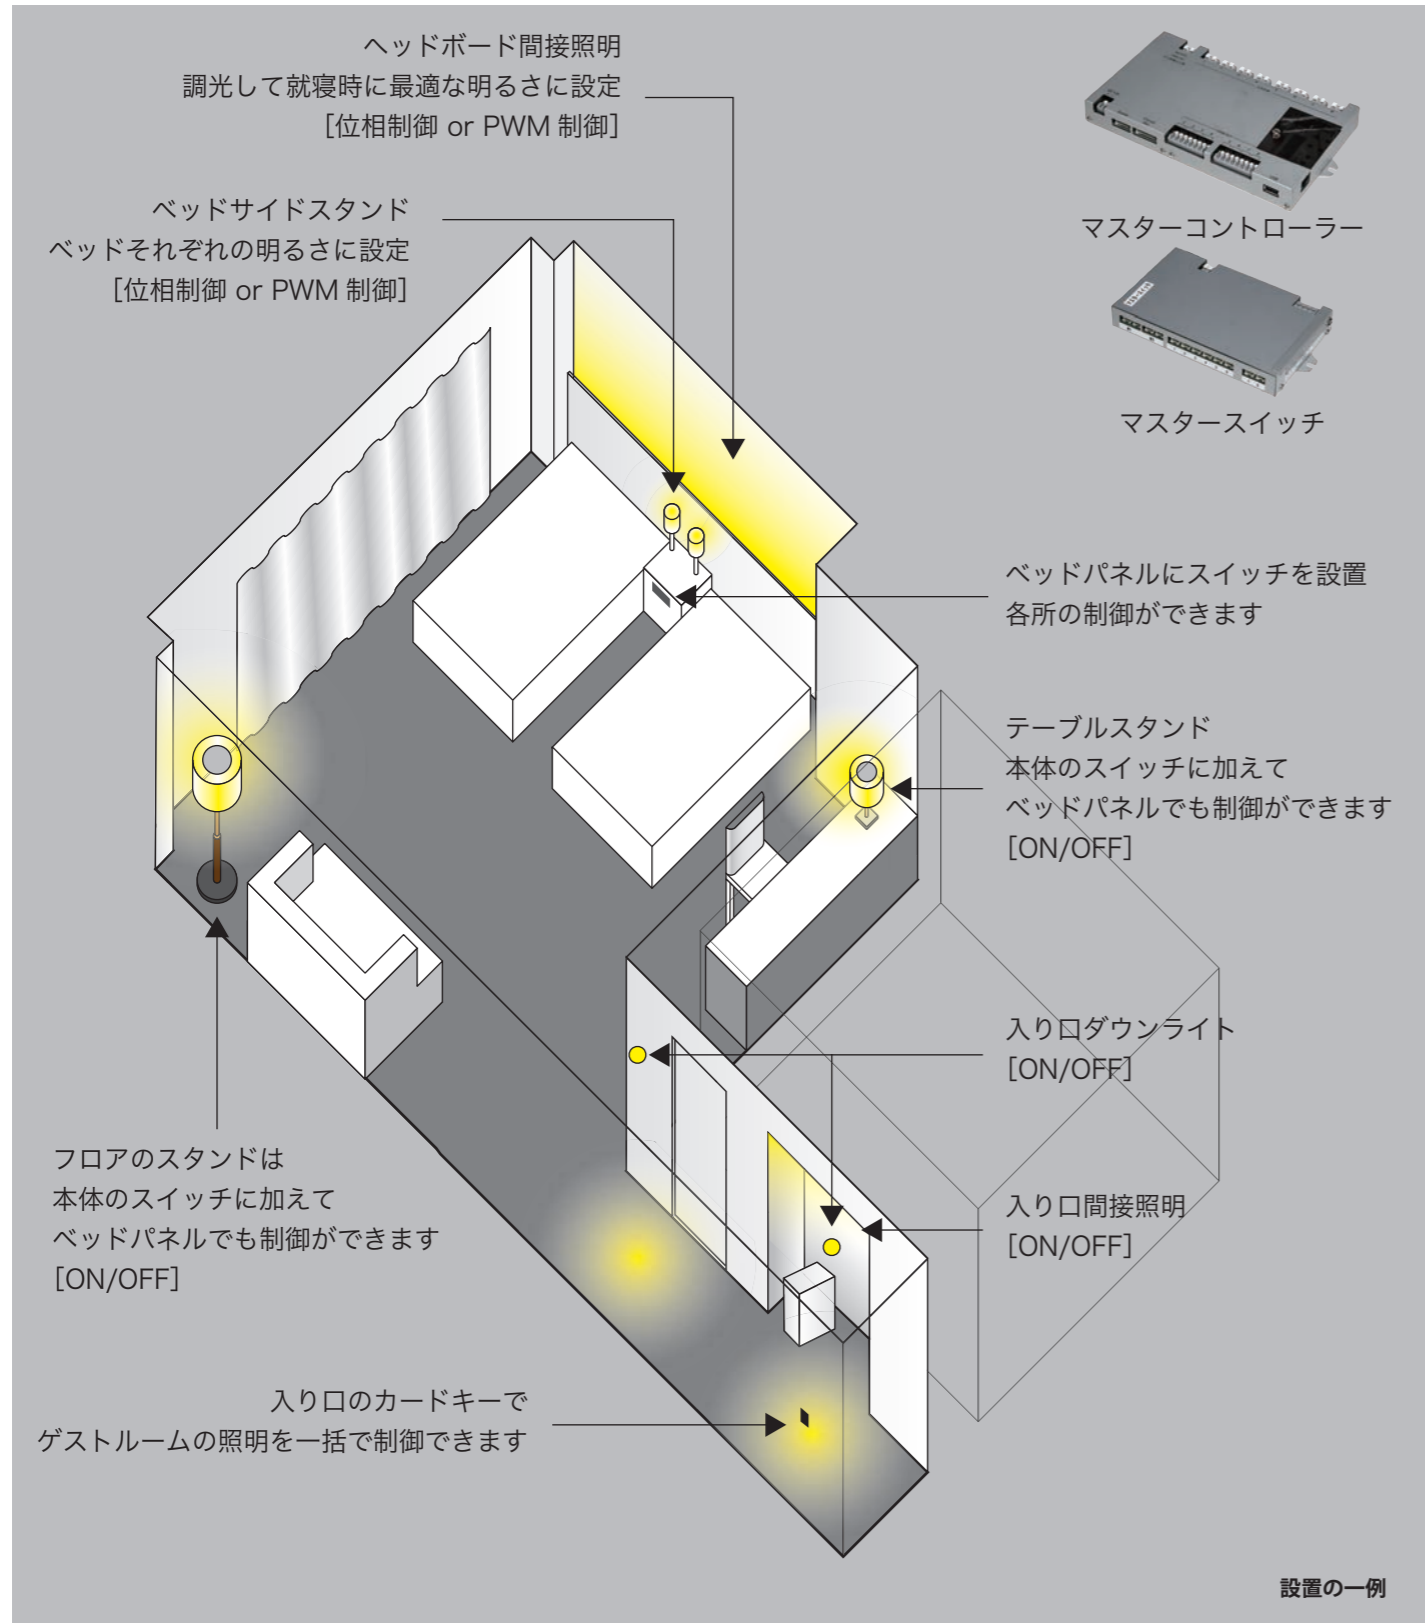 ヘッドボード間接照明
調光して就寝時に最適な明るさに設定
[位相制御 or PWM 制御]
マスターコントローラー
ベッドサイドスタンド
ベッドそれぞれの明るさに設定
[位相制御 or PWM 制御]
マスタースイッチ
ベッドパネルにスイッチを設置
各所の制御ができます
テーブルスタンド
本体のスイッチに加えて
ベッドパネルでも制御ができます
[ON/OFF]
入り口ダウンライト
[ON/OFF]
フロアのスタンドは
本体のスイッチに加えて
ベッドパネルでも制御ができます
[ON/OFF]
入り口間接照明
[ON/OFF]
入り口のカードキーで
ゲストルームの照明を一括で制御できます
設置の一例